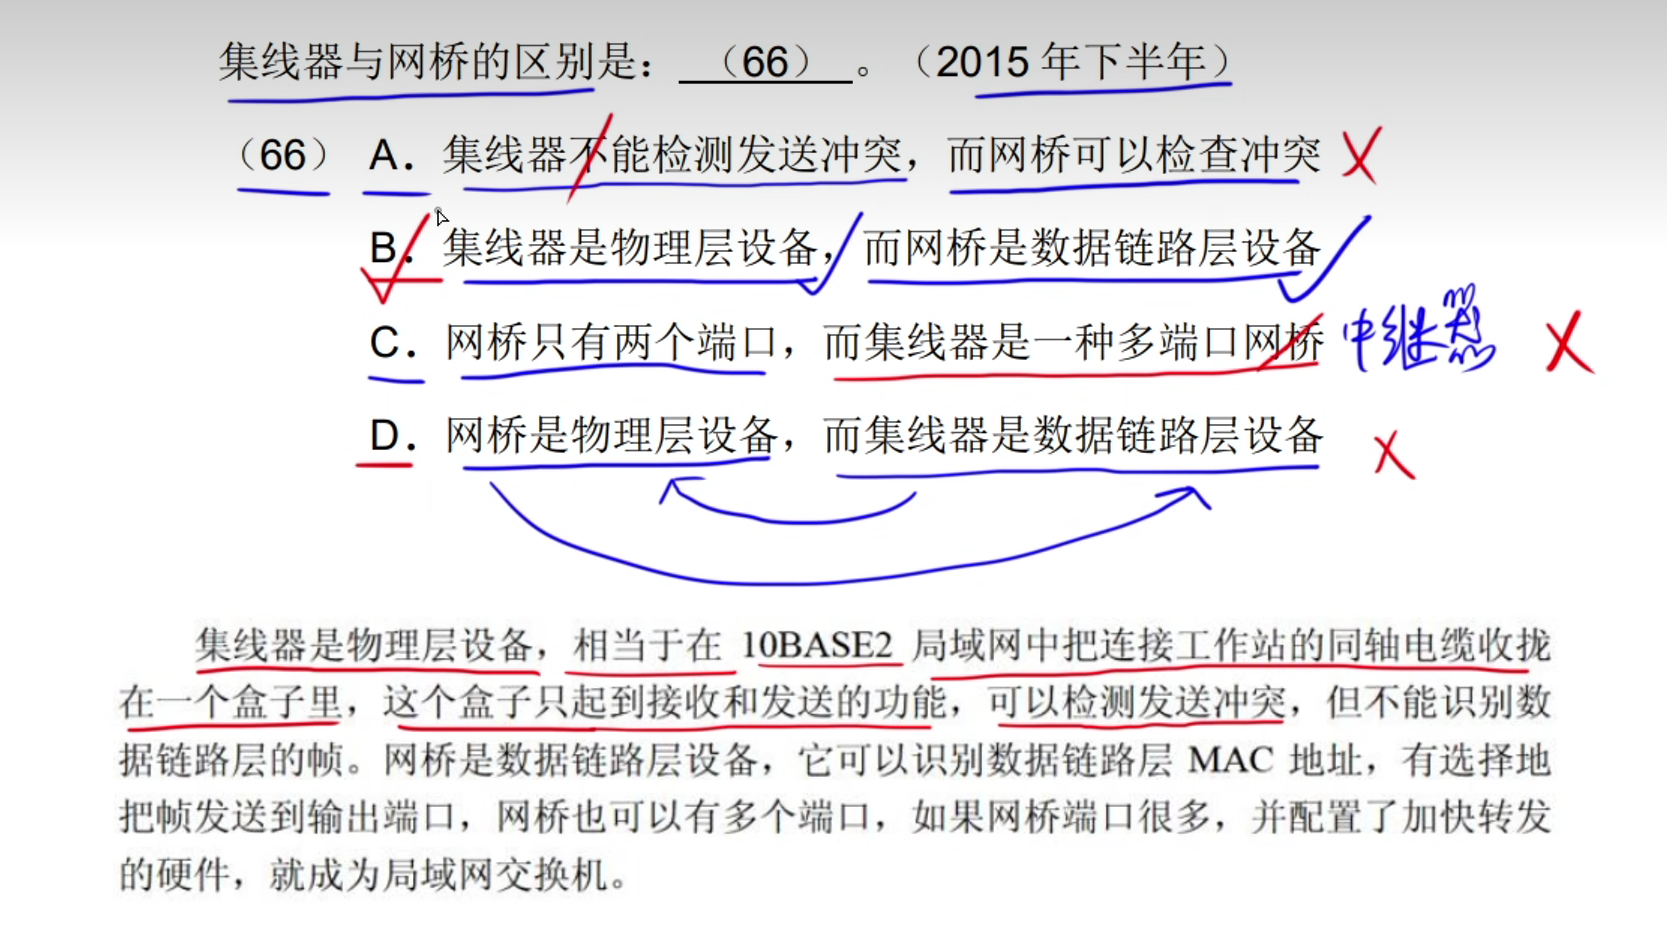 集线器与网桥的区别是：（66）。（2015 年下半年）
（66） A．集线器不能检测发送冲突，而网桥可以检查冲突
B．集线器是物理层设备，而网桥是数据链路层设备
C．网桥只有两个端口，而集线器是一种多端口网桥 中继器
D．网桥是物理层设备，而集线器是数据链路层设备
集线器是物理层设备，相当于在 10BASE2 局域网中把连接工作站的同轴电缆收拢
在一个盒子里，这个盒子只起到接收和发送的功能，可以检测发送冲突，但不能识别数
据链路层的帧。网桥是数据链路层设备，它可以识别数据链路层 MAC 地址，有选择地
把帧发送到输出端口，网桥也可以有多个端口，如果网桥端口很多，并配置了加快转发
的硬件，就成为局域网交换机。